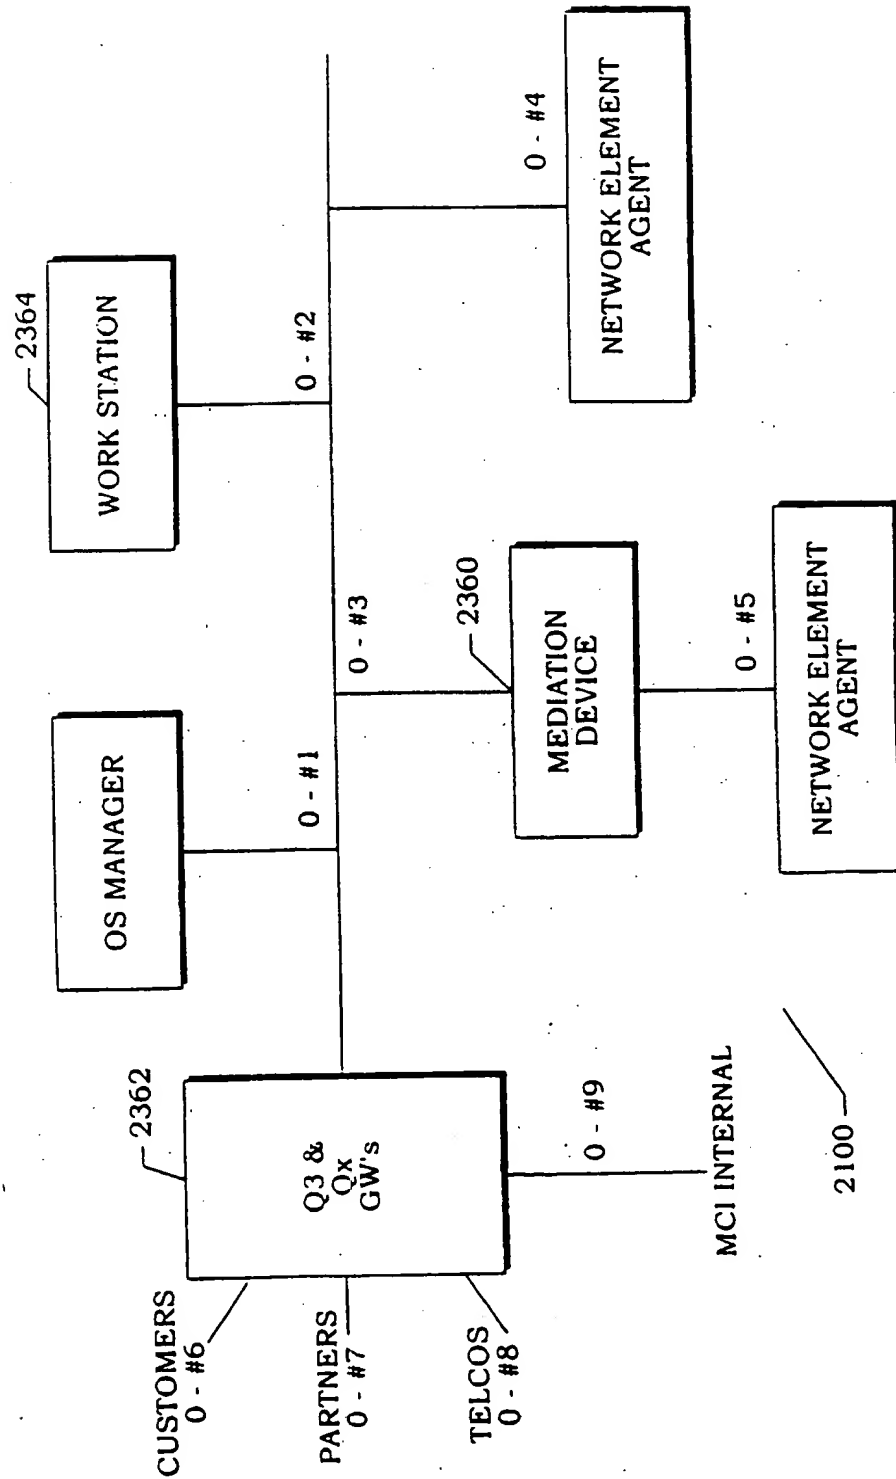 CUSTOMERS
0 - #6
PARTNERS
0 - #7
TELCOS
0 - #8
2362
Q3 &
Qx
GW's
0 - #9
MCI INTERNAL
2100
OS MANAGER
0 - #1
0 - #3
2360
MEDIATION
DEVICE
0 - #5
NETWORK ELEMENT
AGENT
2364
WORK STATION
0 - #2
0 - #4
NETWORK ELEMENT
AGENT